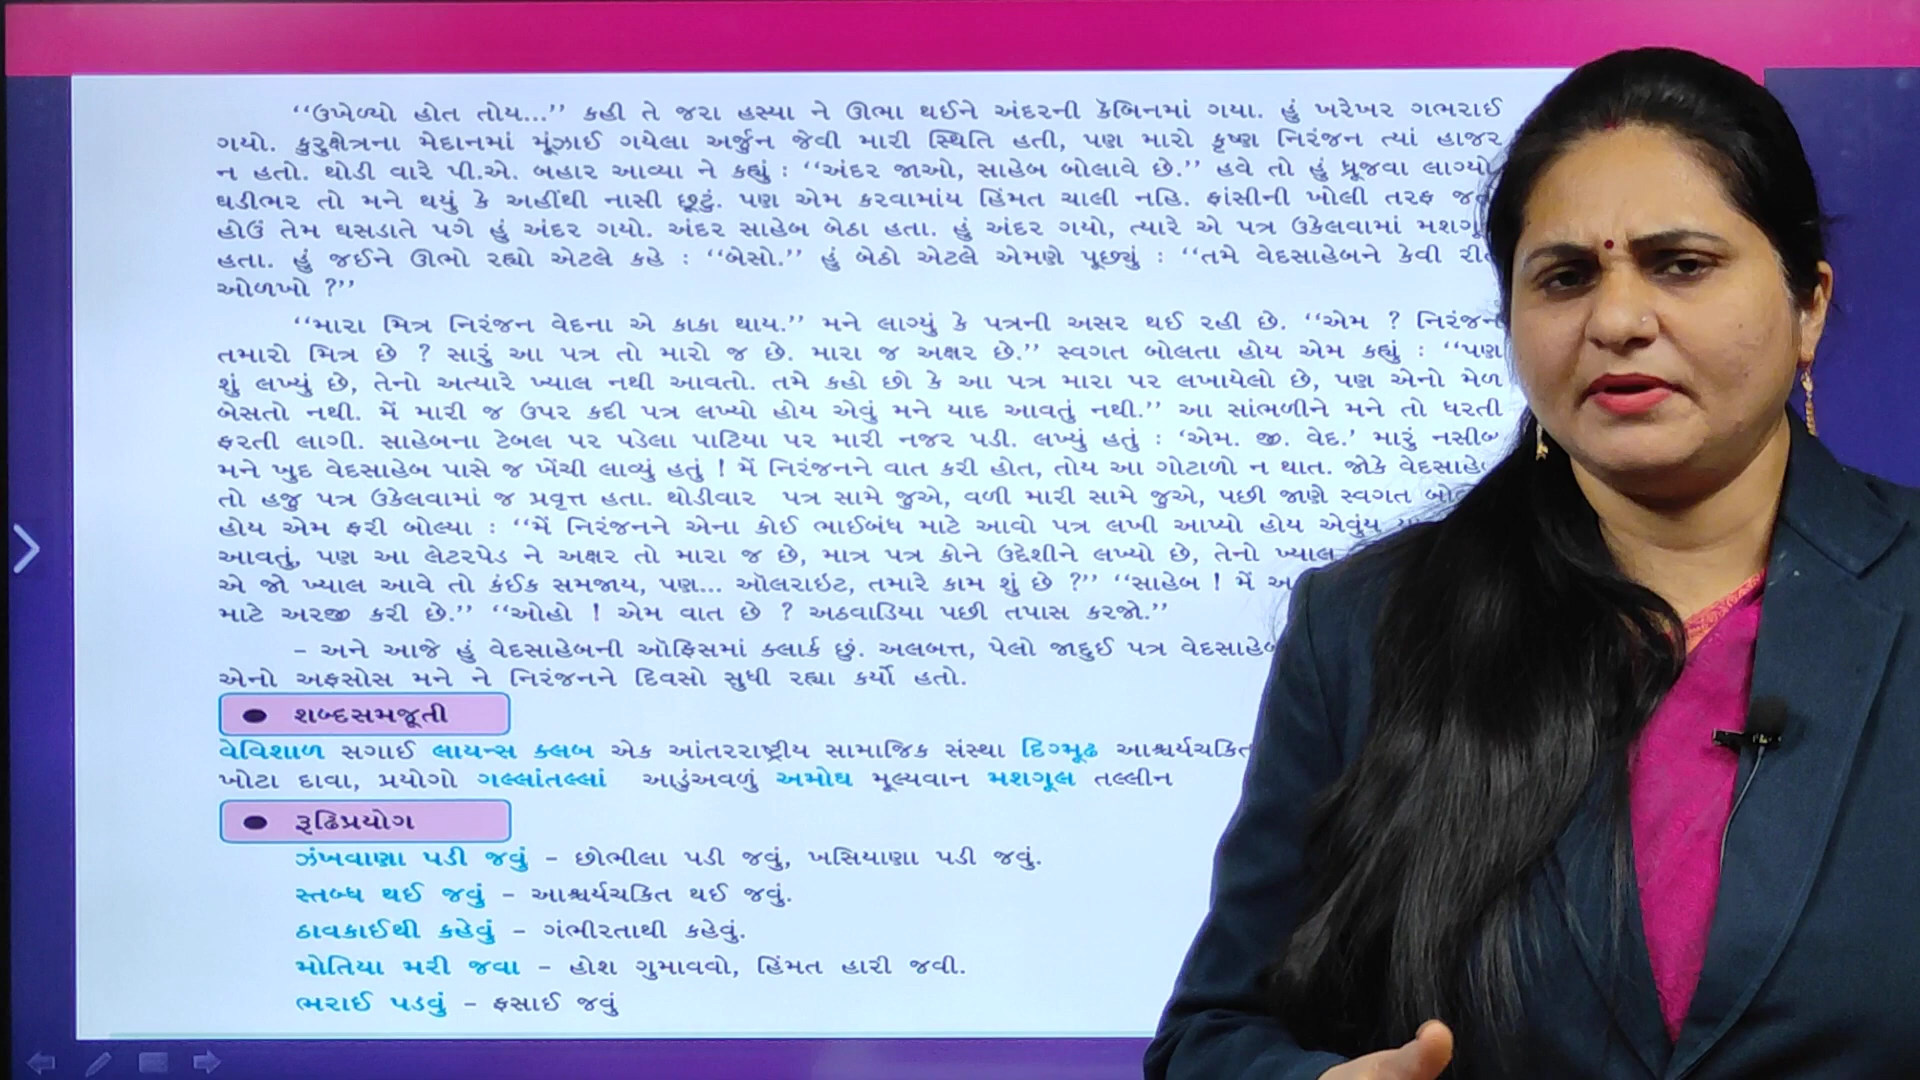 ‘‘ઉખેળ્યો હોત તોય...’’ કહી તે જરા હસ્યા ને ઊભા થઈને અંદરની કૅબિનમાં ગયા. હું ખરેખર ગભરાઈ
ગયો. કુરુક્ષેત્રના મેદાનમાં મૂંઝાઈ ગયેલા અર્જુન જેવી મારી સ્થિતિ હતી, પણ મારો કૃષ્ણ નિરંજન ત્યાં હાજર
ન હતો. થોડી વારે પી.એ. બહાર આવ્યા ને કહ્યું : ‘‘અંદર જાઓ, સાહેબ બોલાવે છે.’’ હવે તો હું ધ્રૂજવા લાગ્યો
ઘડીભર તો મને થયું કે અહીંથી નાસી છૂટું. પણ એમ કરવામાંય હિંમત ચાલી નહિ. ફાંસીની ખોલી તરફ
હોઉં તેમ ઘસડાતે પગે હું અંદર ગયો. અંદર સાહેબ બેઠા હતા. હું અંદર ગયો, ત્યારે એ પત્ર ઉકેલવામાં
હતા. હું જઈને ઊભો રહ્યો એટલે કહે : ‘‘બેસો.’’ હું બેઠો એટલે એમણે પૂછ્યું : ‘‘તમે વેદસાહેબને કેવી
ઓળખો ?’’
‘‘મારા મિત્ર નિરંજન વેદના એ કાકા થાય.’’ મને લાગ્યું કે પત્રની અસર થઈ રહી છે. ‘‘એમ ? નિરંજન
તમારો મિત્ર છે ? સારું આ પત્ર તો મારો જ છે. મારા જ અક્ષર છે.’’ સ્વગત બોલતા હોય એમ કહ્યું : ‘‘પણ
શું લખ્યું છે, તેનો અત્યારે ખ્યાલ નથી આવતો. તમે કહો છો કે આ પત્ર મારા પર લખાયેલો છે, પણ એનો મેળ
બેસતો નથી. મેં મારી જ ઉપર કદી પત્ર લખ્યો હોય એવું મને યાદ આવતું નથી.’’ આ સાંભળીને મને તો ધરતી
ફરતી લાગી. સાહેબના ટેબલ પર પડેલા પાટિયા પર મારી નજર પડી. લખ્યું હતું : ‘એમ. જી. વેદ.’ મારું નસીબ
મને ખુદ વેદસાહેબ પાસે જ ખેંચી લાવ્યું હતું ! મેં નિરંજનને વાત કરી હોત, તોય આ ગોટાળો ન થાત. જોકે
તો હજુ પત્ર ઉકેલવામાં જ પ્રવૃત્ત હતા. થોડીવાર પત્ર સામે જુએ, વળી મારી સામે જુએ, પછી જાણે સ્વગત
હોય એમ ફરી બોલ્યા : ‘‘મેં નિરંજનને એના કોઈ ભાઈબંધ માટે આવો પત્ર લખી આપ્યો હોય એવુંય
આવતું, પણ આ લેટરપેડ ને અક્ષર તો મારા જ છે, માત્ર પત્ર કોને ઉદ્દેશીને લખ્યો છે, તેનો ખ્યાલ
એ જો ખ્યાલ આવે તો કંઈક સમજાય, પણ... ઑલરાઇટ, તમારે કામ શું છે ?’’ ‘‘સાહેબ ! મેં
માટે અરજી કરી છે.’’ ‘‘ઓહો ! એમ વાત છે ? અઠવાડિયા પછી તપાસ કરજો.’’
– અને આજે હું વેદસાહેબની ઑફિસમાં ક્લાર્ક છું. અલબત્ત, પેલો જાદુઈ પત્ર
એનો અફસોસ મને ને નિરંજનને દિવસો સુધી રહ્યા કર્યો હતો.
● શબ્દસમજૂતી
વેવિશાળ સગાઈ લાયન્સ ક્લબ એક આંતરરાષ્ટ્રીય સામાજિક સંસ્થા દિગ્મૂઢ આશ્ચર્યચકિત
ખોટા દાવા, પ્રયોગો ગલ્લાંતલ્લાં આડુંઅવળું અમોઘ મૂલ્યવાન મશગૂલ તલ્લીન
● રૂઢિપ્રયોગ
ઝંખવાણા પડી જવું – છોભીલા પડી જવું, ખસિયાણા પડી જવું.
સ્તબ્ધ થઈ જવું – આશ્ચર્યચકિત થઈ જવું.
ઠાવકાઈથી કહેવું – ગંભીરતાથી કહેવું.
મોતિયા મરી જવા – હોશ ગુમાવવો, હિંમત હારી જવી.
ભરાઈ પડવું – ફસાઈ જવું